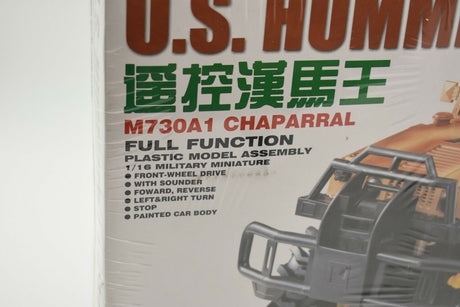 U.S. HUMM
遥控漢馬王
M730A1 CHAPARRAL
FULL FUNCTION
PLASTIC MODEL ASSEMBLY
1/16 MILITARY MINIATURE
● FRONT-WHEEL DRIVE
● WITH SOUNDER
● FOWARD, REVERSE
● LEFT&RIGHT TURN
● STOP
● PAINTED CAR BODY